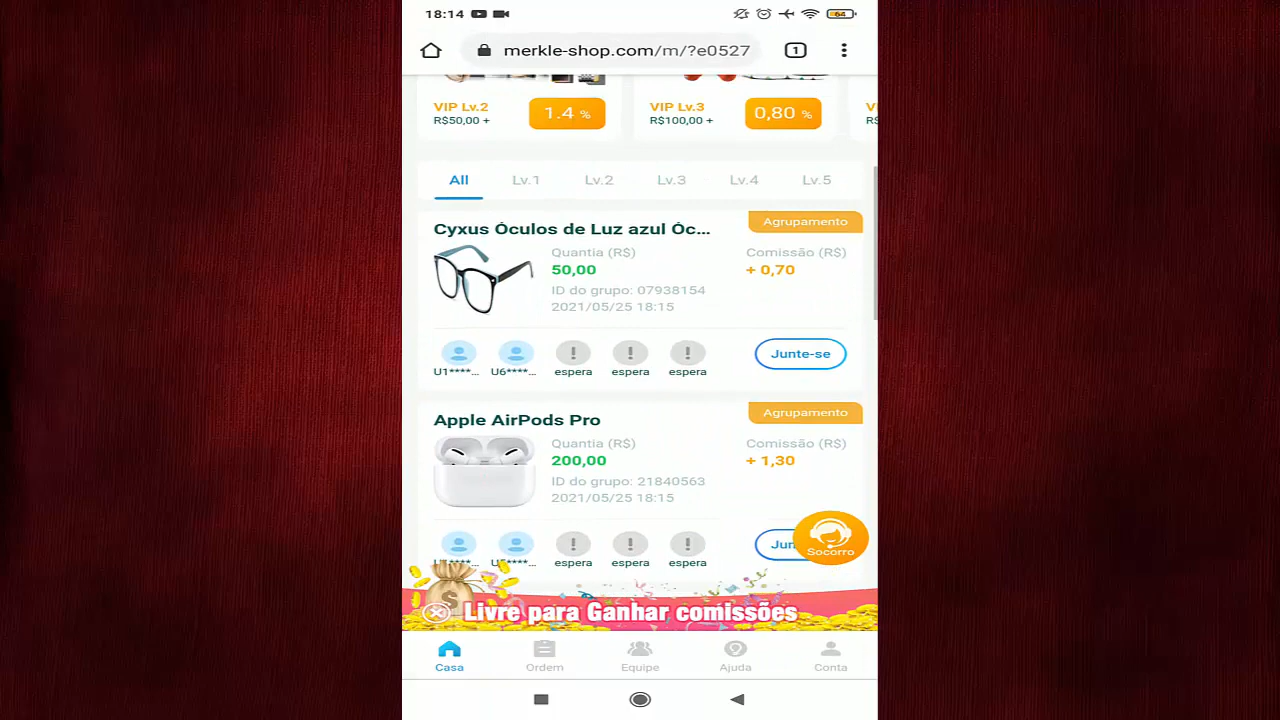 18:14
64
merkle-shop.com/m/?e0527
1
VIP Lv.2
R$50,00 +
1.4 %
VIP Lv.3
R$100,00 +
0,80 %
All Lv.1 Lv.2 Lv.3 Lv.4 Lv.5
Agrupamento
Cyxus Óculos de Luz azul Óc...
Quantia (R$)
Comissão (R$)
50,00
+ 0,70
ID do grupo: 07938154
2021/05/25 18:15
U1****... U6****... espera espera espera
Junte-se
Agrupamento
Apple AirPods Pro
Quantia (R$)
Comissão (R$)
200,00
+ 1,30
ID do grupo: 21840563
2021/05/25 18:15
espera espera espera
Jun
Socorro
Livre para Ganhar comissões
Casa Ordem Equipe Ajuda Conta